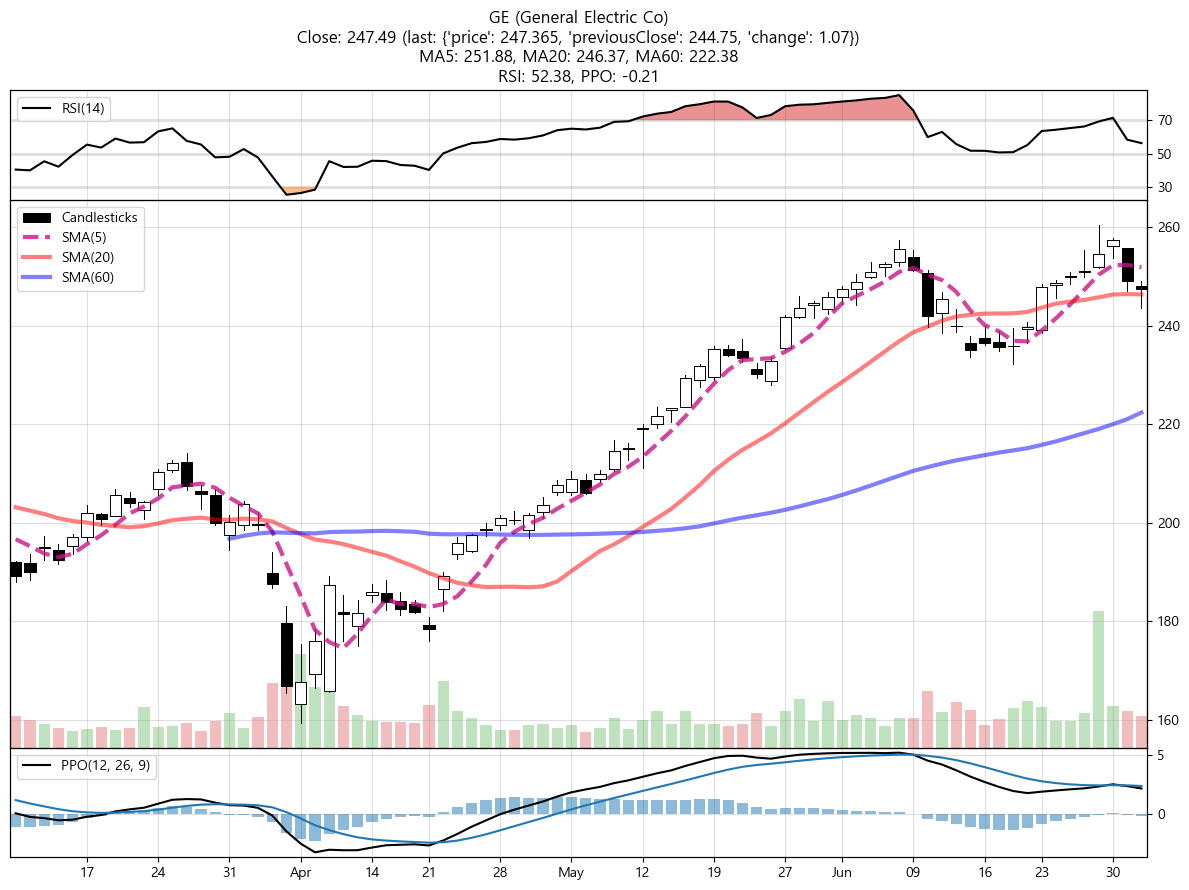 GE (General Electric Co)
Close: 247.49 (last: {'price': 247.365, 'previousClose': 244.75, 'change': 1.07})
MA5: 251.88, MA20: 246.37, MA60: 222.38
RSI: 52.38, PPO: -0.21
RSI(14)
70
50
30
Candlesticks
SMA(5)
SMA(20)
SMA(60)
260
240
220
200
180
160
PPO(12, 26, 9)
5
0
17 24 31 Apr 14 21 28 May 12 19 27 Jun 09 16 23 30